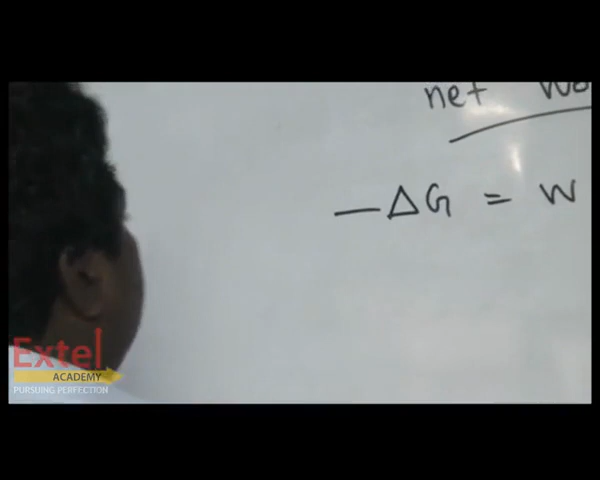 net
−ΔG = W
Extel
ACADEMY
PURSUING PERFECTION